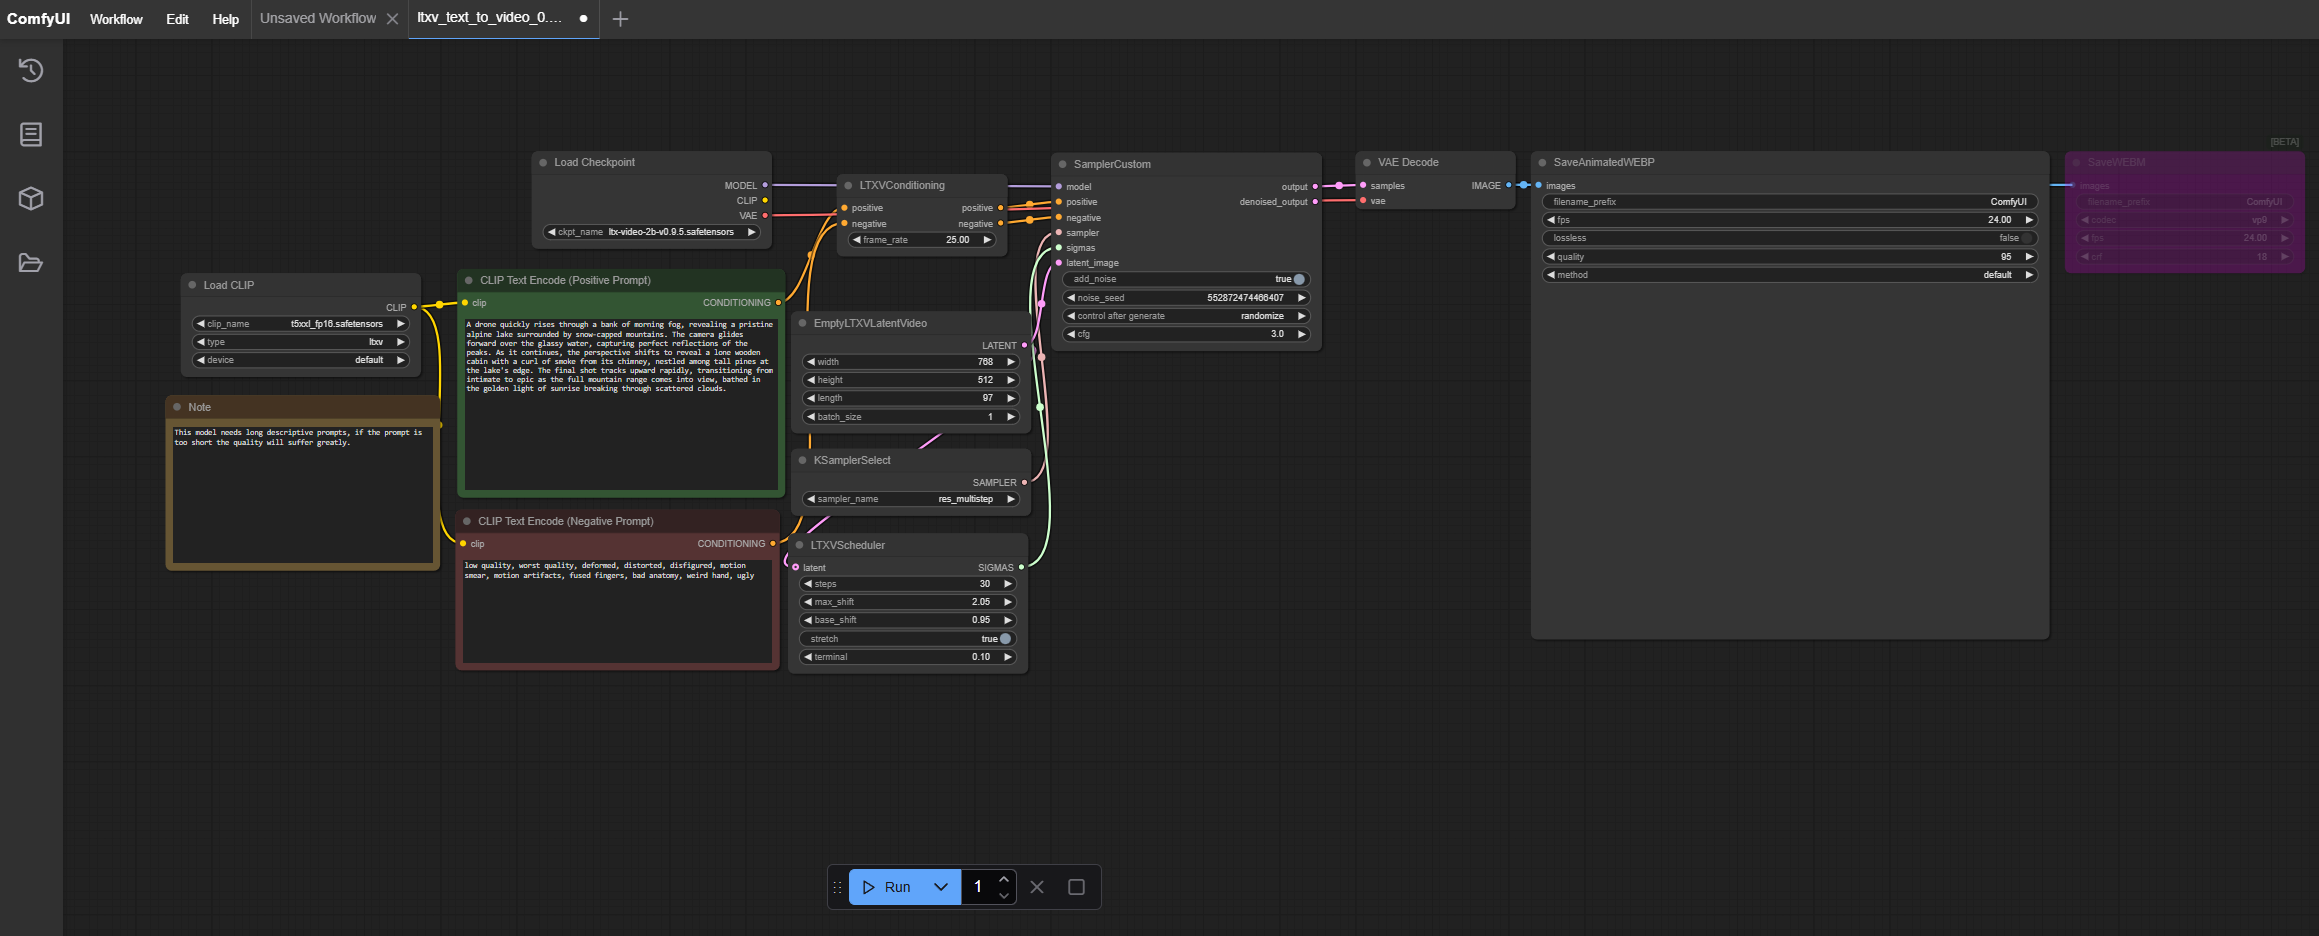 ComfyUI Workflow Edit Help Unsaved Workflow ltxv_text_to_video_0....
[BETA]
Load Checkpoint
MODEL
CLIP
VAE
ckpt_name ltx-video-2b-v0.9.5.safetensors
LTXVConditioning
positive positive
negative negative
frame_rate 25.00
SamplerCustom
model output
positive denoised_output
negative
sampler
sigmas
latent_image
add_noise true
noise_seed 552872474466407
control after generate randomize
cfg 3.0
VAE Decode
samples IMAGE
vae
SaveAnimatedWEBP
images
filename_prefix ComfyUI
fps 24.00
lossless false
quality 95
method default
SaveWEBM
images
filename_prefix ComfyUI
codec vp9
fps 24.00
crf 18
Load CLIP
CLIP
clip_name t5xxl_fp16.safetensors
type ltxv
device default
CLIP Text Encode (Positive Prompt)
clip CONDITIONING
A drone quickly rises through a bank of morning fog, revealing a pristine
alpine lake surrounded by snow-capped mountains. The camera glides
forward over the glassy water, capturing perfect reflections of the
peaks. As it continues, the perspective shifts to reveal a lone wooden
cabin with a curl of smoke from its chimney, nestled among tall pines at
the lake's edge. The final shot tracks upward rapidly, transitioning from
intimate to epic as the full mountain range comes into view, bathed in
the golden light of sunrise breaking through scattered clouds.
EmptyLTXVLatentVideo
LATENT
width 768
height 512
length 97
batch_size 1
Note
This model needs long descriptive prompts, if the prompt is
too short the quality will suffer greatly.
KSamplerSelect
SAMPLER
sampler_name res_multistep
CLIP Text Encode (Negative Prompt)
clip CONDITIONING
low quality, worst quality, deformed, distorted, disfigured, motion
smear, motion artifacts, fused fingers, bad anatomy, weird hand, ugly
LTXVScheduler
latent SIGMAS
steps 30
max_shift 2.05
base_shift 0.95
stretch true
terminal 0.10
Run 1